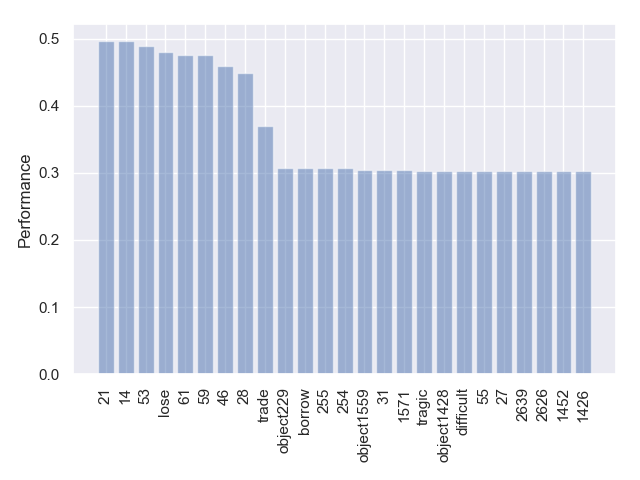 0.5
0.4
0.3
0.2
0.1
0.0
Performance
21
14
53
lose
61
59
46
28
trade
object229
borrow
255
254
object1559
31
1571
tragic
object1428
difficult
55
27
2639
2626
1452
1426